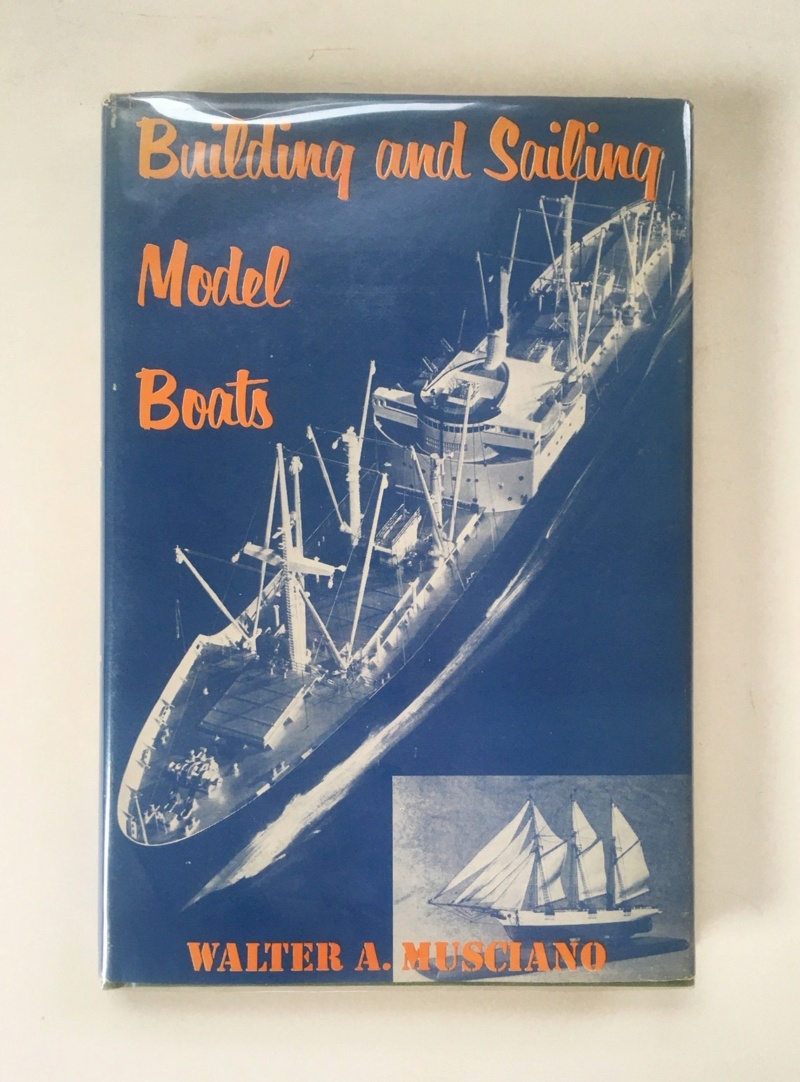 Building and Sailing
Model
Boats
WALTER A. MUSCIANO